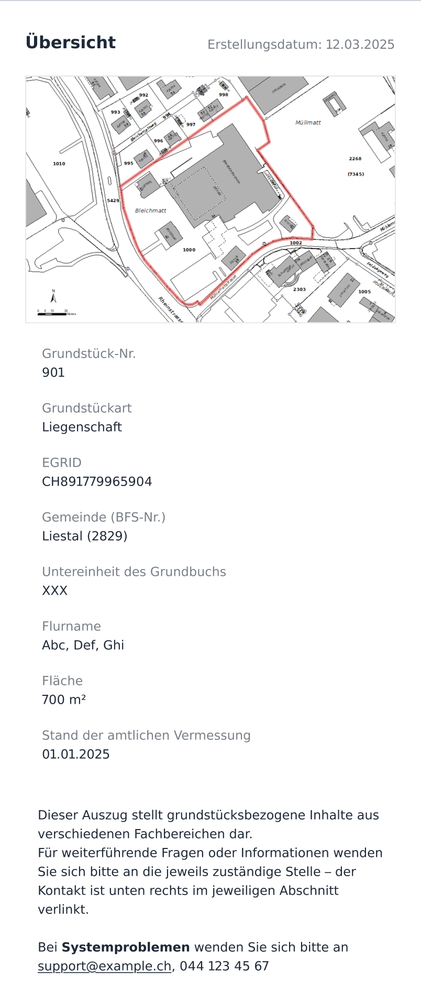 Übersicht
Erstellungsdatum: 12.03.2025
992
998
993
994
997
Müllmatt
Bleichemattweg
996
2268
1010
995
(7345)
5429
Bleichmatt
Mühlem
1002
1000
Feldsägeweg
Schulhaus
2303
1005
Mühlemattstrasse
N
Rheinstrasse
0 5 10 20
Meters
Grundstück-Nr.
901
Grundstückart
Liegenschaft
EGRID
CH891779965904
Gemeinde (BFS-Nr.)
Liestal (2829)
Untereinheit des Grundbuchs
XXX
Flurname
Abc, Def, Ghi
Fläche
700 m²
Stand der amtlichen Vermessung
01.01.2025
Dieser Auszug stellt grundstücksbezogene Inhalte aus
verschiedenen Fachbereichen dar.
Für weiterführende Fragen oder Informationen wenden
Sie sich bitte an die jeweils zuständige Stelle – der
Kontakt ist unten rechts im jeweiligen Abschnitt
verlinkt.
Bei Systemproblemen wenden Sie sich bitte an
support@example.ch, 044 123 45 67